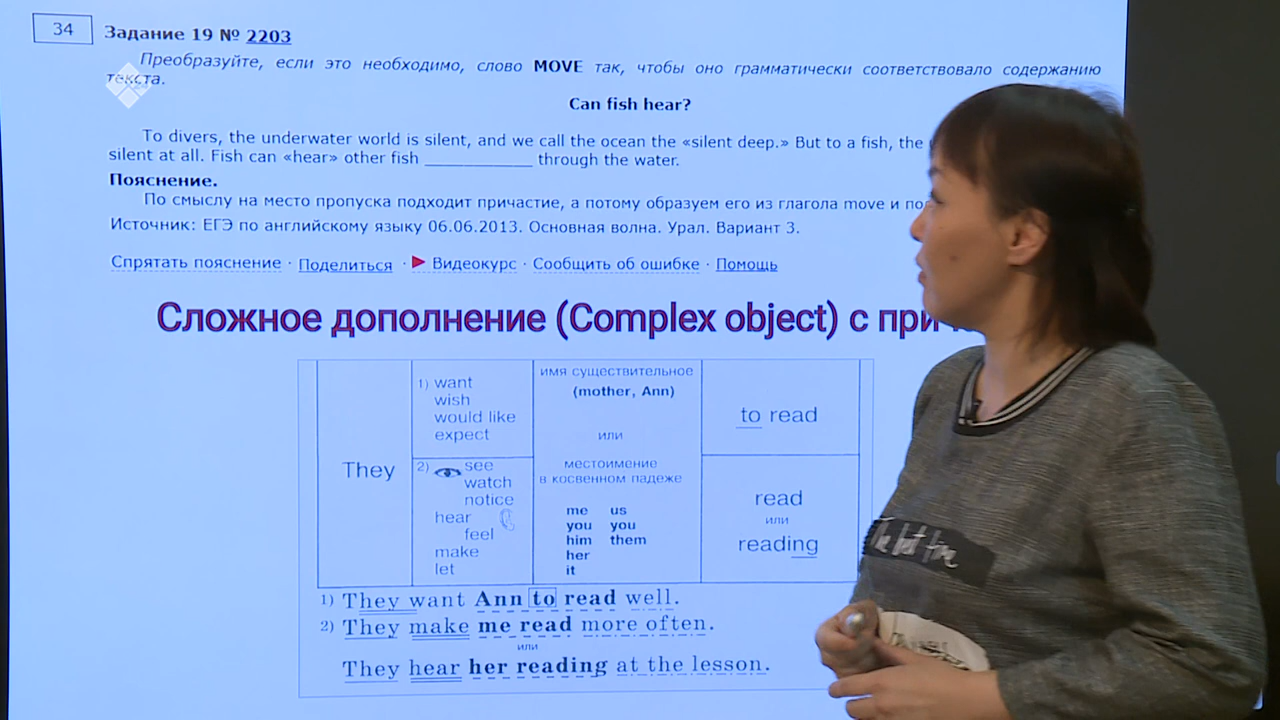 34
Задание 19 № 2203
Преобразуйте, если это необходимо, слово MOVE так, чтобы оно грамматически соответствовало содержанию
текста.
Can fish hear?
To divers, the underwater world is silent, and we call the ocean the «silent deep.» But to a fish, the
silent at all. Fish can «hear» other fish ____________ through the water.
Пояснение.
По смыслу на место пропуска подходит причастие, а потому образуем его из глагола move и
Источник: ЕГЭ по английскому языку 06.06.2013. Основная волна. Урал. Вариант 3.
Спрятать пояснение · Поделиться · Видеокурс · Сообщить об ошибке · Помощь
Сложное дополнение (Complex object) с
They
1) want
wish
would like
expect
2) see
watch
notice
hear
feel
make
let
имя существительное
(mother, Ann)
или
местоимение
в косвенном падеже
me us
you you
him them
her
it
to read
read
или
reading
1) They want Ann to read well.
2) They make me read more often.
или
They hear her reading at the lesson.
The best time